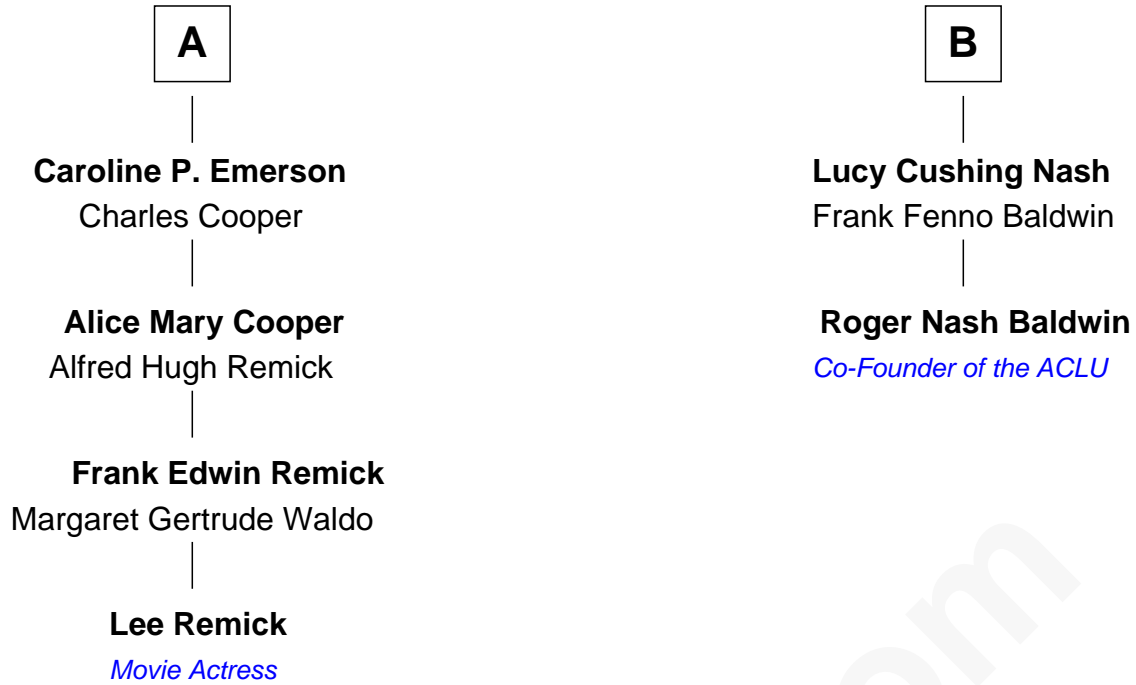 A
Caroline P. Emerson
Charles Cooper
Alice Mary Cooper
Alfred Hugh Remick
Frank Edwin Remick
Margaret Gertrude Waldo
Lee Remick
Movie Actress
B
Lucy Cushing Nash
Frank Fenno Baldwin
Roger Nash Baldwin
Co-Founder of the ACLU
om